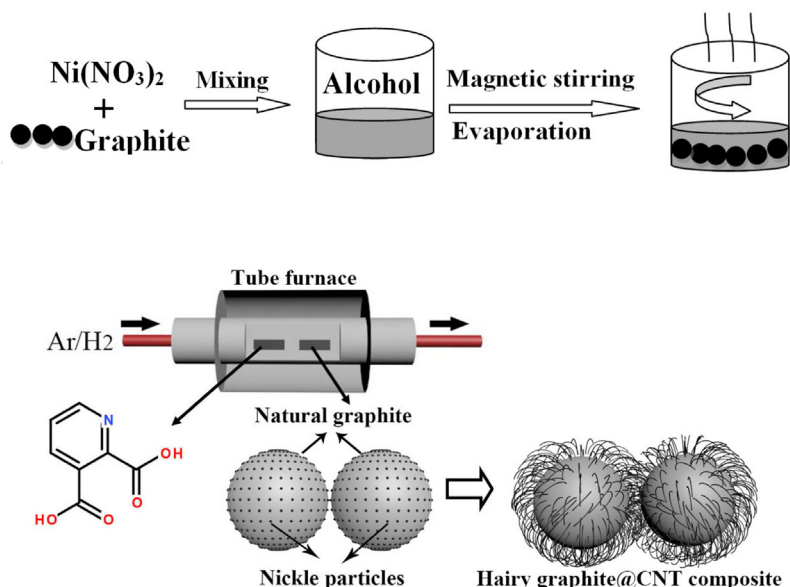 Ni(NO₃)₂
+
Graphite
Mixing
Alcohol
Magnetic stirring
Evaporation
Tube furnace
Ar/H2
Natural graphite
N
OH
O
HO
O
Nickle particles
Hairy graphite@CNT composite